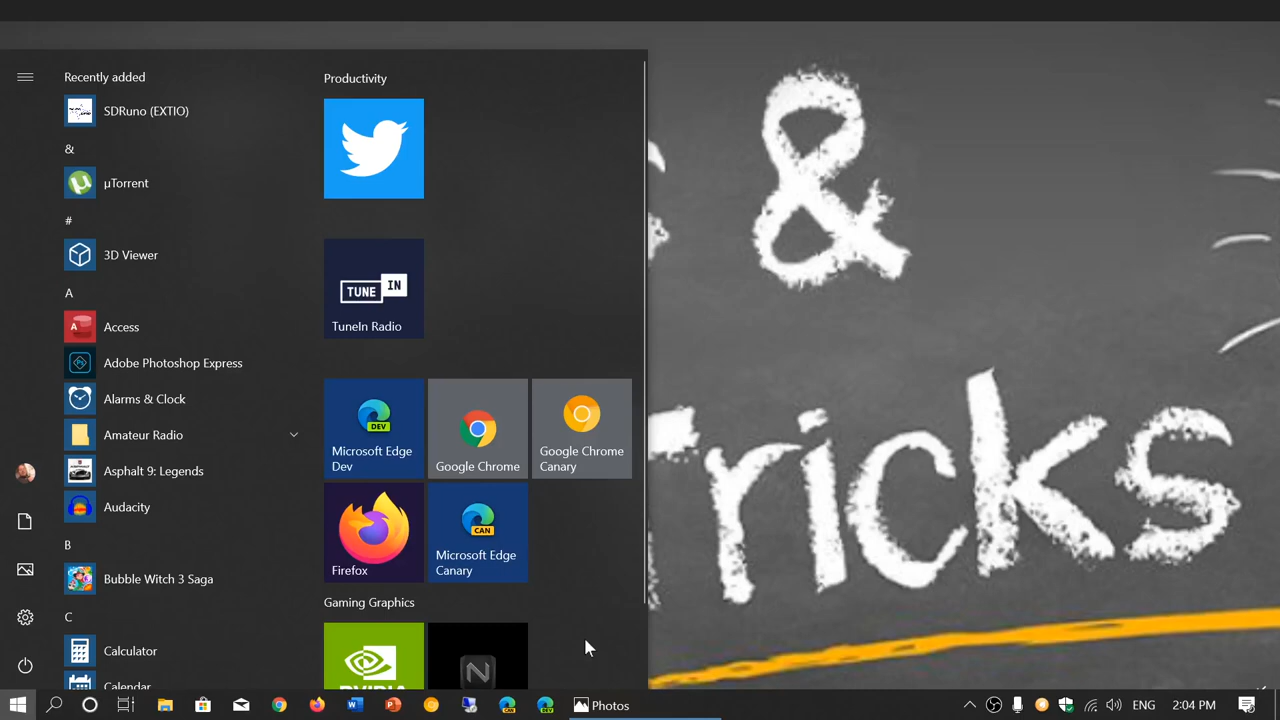 Recently added
SDRuno (EXTIO)
&
µTorrent
#
3D Viewer
A
Access
Adobe Photoshop Express
Alarms & Clock
Amateur Radio
Asphalt 9: Legends
Audacity
B
Bubble Witch 3 Saga
C
Calculator
Calendar
Productivity
TUNE IN
TuneIn Radio
DEV
Microsoft Edge
Dev
Google Chrome
Google Chrome
Canary
Firefox
CAN
Microsoft Edge
Canary
Gaming Graphics
NVIDIA
N
&
Tricks
Photos
ENG
2:04 PM